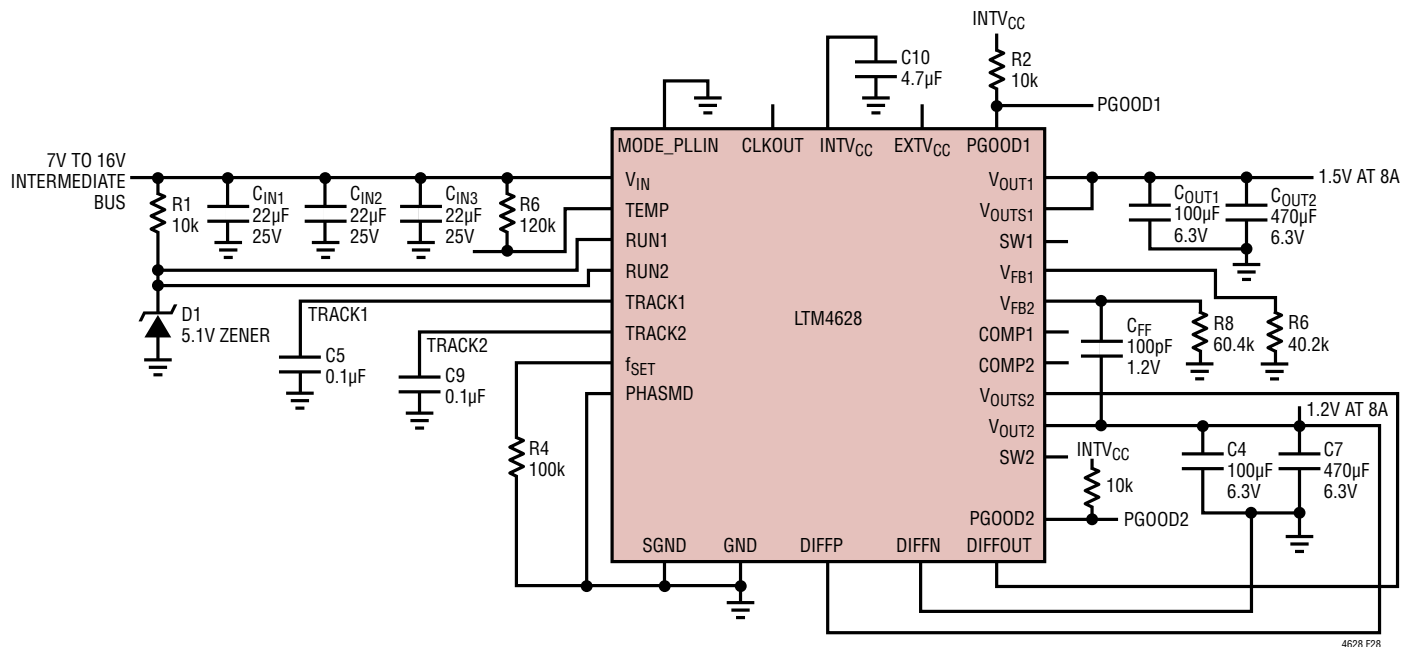 INTVCC
R2
10k
PGOOD1
C10
4.7µF
7V TO 16V
INTERMEDIATE
BUS
R1
10k
CIN1
22µF
25V
CIN2
22µF
25V
CIN3
22µF
25V
R6
120k
D1
5.1V ZENER
TRACK1
C5
0.1µF
TRACK2
C9
0.1µF
R4
100k
MODE_PLLIN
CLKOUT
INTVCC
EXTVCC
PGOOD1
VIN
TEMP
RUN1
RUN2
TRACK1
TRACK2
fSET
PHASMD
LTM4628
VOUT1
VOUTS1
SW1
VFB1
VFB2
COMP1
COMP2
VOUTS2
VOUT2
SW2
PGOOD2
SGND
GND
DIFFP
DIFFN
DIFFOUT
1.5V AT 8A
COUT1
100µF
6.3V
COUT2
470µF
6.3V
CFF
100pF
1.2V
R8
60.4k
R6
40.2k
1.2V AT 8A
INTVCC
10k
PGOOD2
C4
100µF
6.3V
C7
470µF
6.3V
4628 F28